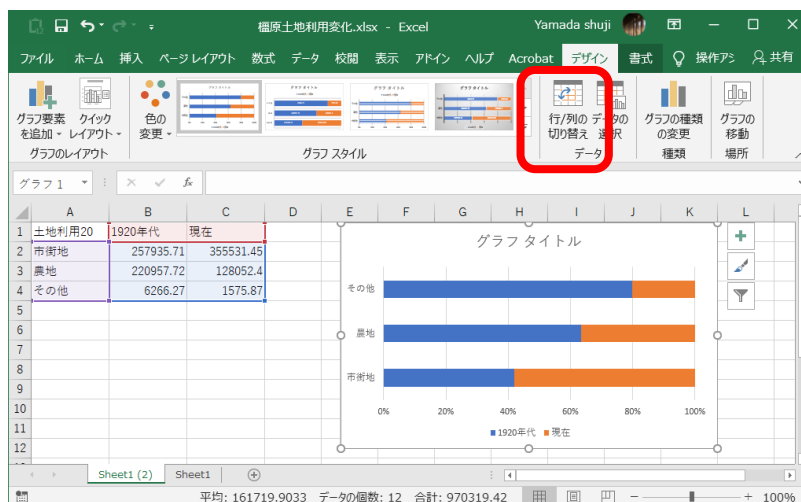 橿原土地利用変化.xlsx - Excel
Yamada shuji
ファイル ホーム 挿入 ページ レイアウト 数式 データ 校閲 表示 アドイン ヘルプ Acrobat デザイン 書式 操作アシ 共有
グラフ要素を追加
クイックレイアウト
色の変更
行/列の切り替え
データの選択
グラフの種類の変更
グラフの移動
グラフのレイアウト グラフ スタイル データ 種類 場所
グラフ 1 fx
A B C D E F G H I J K L
1 土地利用20 1920年代 現在
2 市街地 257935.71 355531.45
3 農地 220957.72 128052.4
4 その他 6266.27 1575.87
5
6
7
8
9
10
11
12
グラフ タイトル
その他
農地
市街地
0% 20% 40% 60% 80% 100%
1920年代 現在
Sheet1 (2) Sheet1
平均: 161719.9033 データの個数: 12 合計: 970319.42 100%